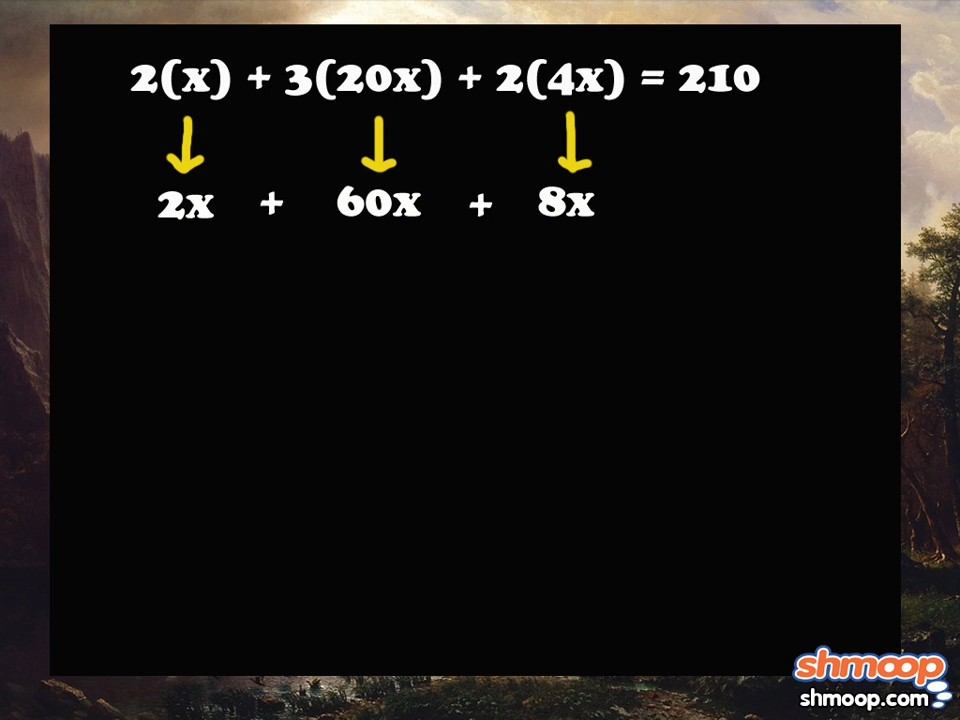 2(x) + 3(20x) + 2(4x) = 210
2x + 60x + 8x
shmoop
shmoop.com